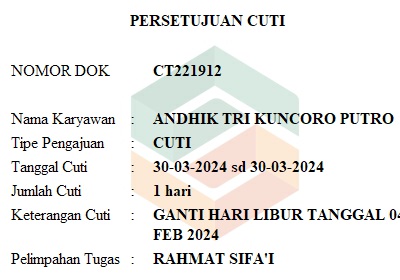 PERSETUJUAN CUTI
NOMOR DOK CT221912
Nama Karyawan : ANDHIK TRI KUNCORO PUTRO
Tipe Pengajuan : CUTI
Tanggal Cuti : 30-03-2024 sd 30-03-2024
Jumlah Cuti : 1 hari
Keterangan Cuti : GANTI HARI LIBUR TANGGAL 04
FEB 2024
Pelimpahan Tugas : RAHMAT SIFA'I